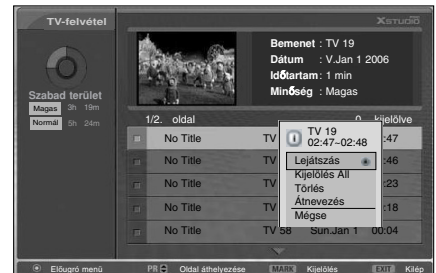 TV-felvétel
XSTUDIO
Bemenet : TV 19
Dátum : V.Jan 1 2006
Időtartam : 1 min
Minőség : Magas
Szabad terület
Magas 3h 19m
Normál 5h 24m
1/2. oldal 0 kijelölve
No Title TV :47
No Title TV :46
No Title TV :23
No Title TV :18
No Title TV 58 Sun.Jan 1 00:04
TV 19
02:47~02:48
Lejátszás
Kijelölés All
Törlés
Átnevezés
Mégse
Előugró menü PR Oldal áthelyezése MARK Kijelölés EXIT Kilép